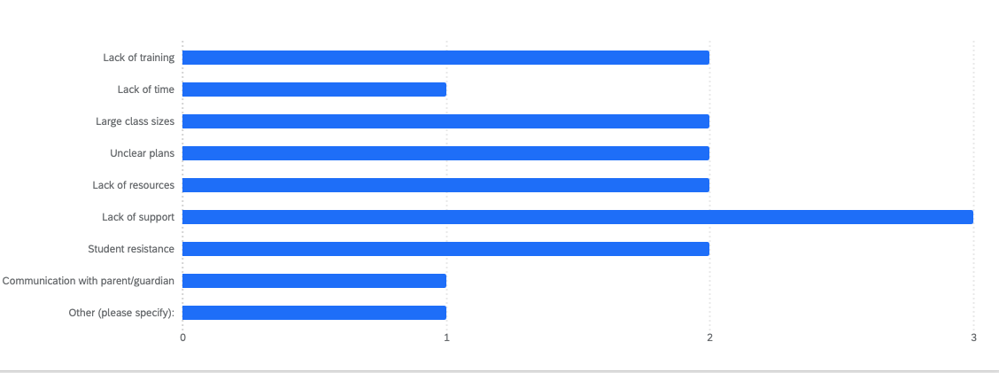 Lack of training
Lack of time
Large class sizes
Unclear plans
Lack of resources
Lack of support
Student resistance
Communication with parent/guardian
Other (please specify):
0 1 2 3